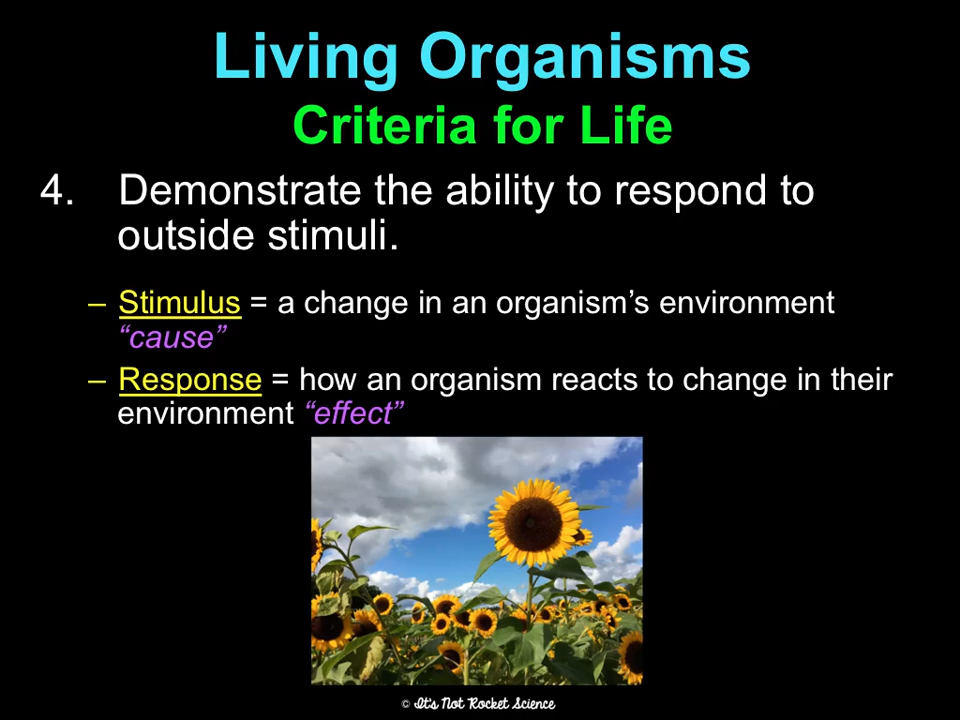 Living Organisms
Criteria for Life
4. Demonstrate the ability to respond to
outside stimuli.
– Stimulus = a change in an organism’s environment
“cause”
– Response = how an organism reacts to change in their
environment “effect”
© It's Not Rocket Science